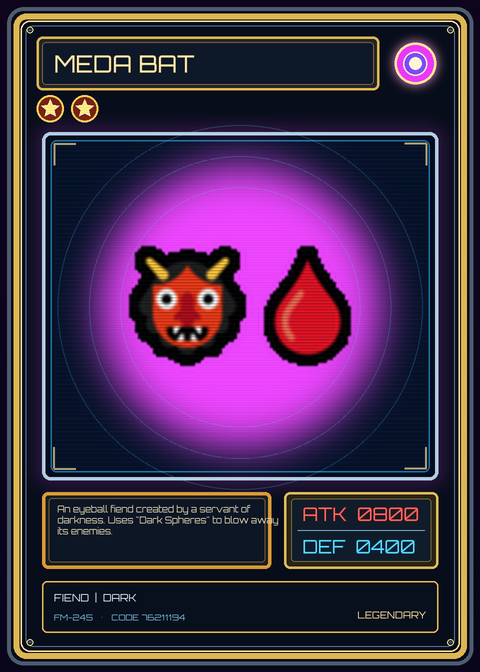 MEDA BAT
An eyeball fiend created by a servant of
darkness. Uses "Dark Spheres" to blow away
its enemies.
ATK 0800
DEF 0400
FIEND | DARK
FM-245 · CODE 76211194
LEGENDARY